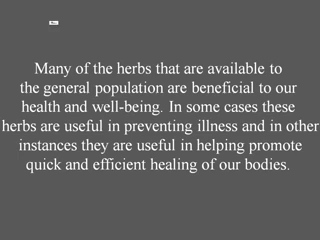 Many of the herbs that are available to
the general population are beneficial to our
health and well-being. In some cases these
herbs are useful in preventing illness and in other
instances they are useful in helping promote
quick and efficient healing of our bodies.